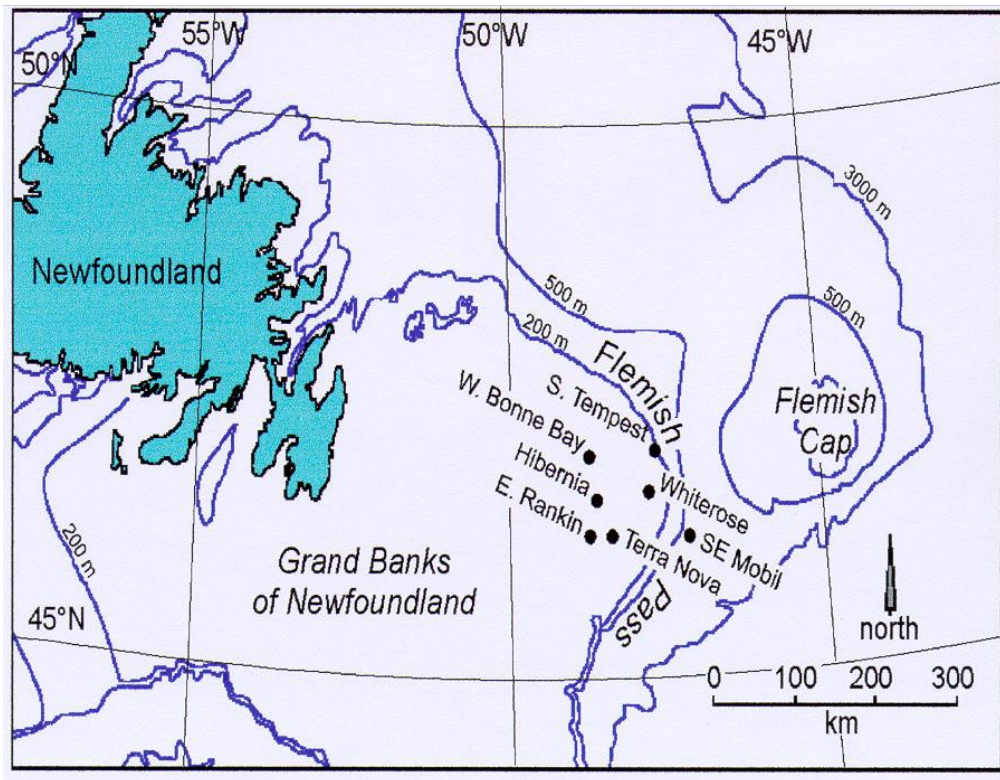 55°W
50°W
45°W
50°N
3000 m
Newfoundland
500 m
500 m
200 m
Flemish
Flemish
Cap
S. Tempest
W. Bonne Bay
Hibernia
Whiterose
E. Rankin
Terra Nova
SE Mobil
200 m
Grand Banks
of Newfoundland
Pass
45°N
north
0 100 200 300
km